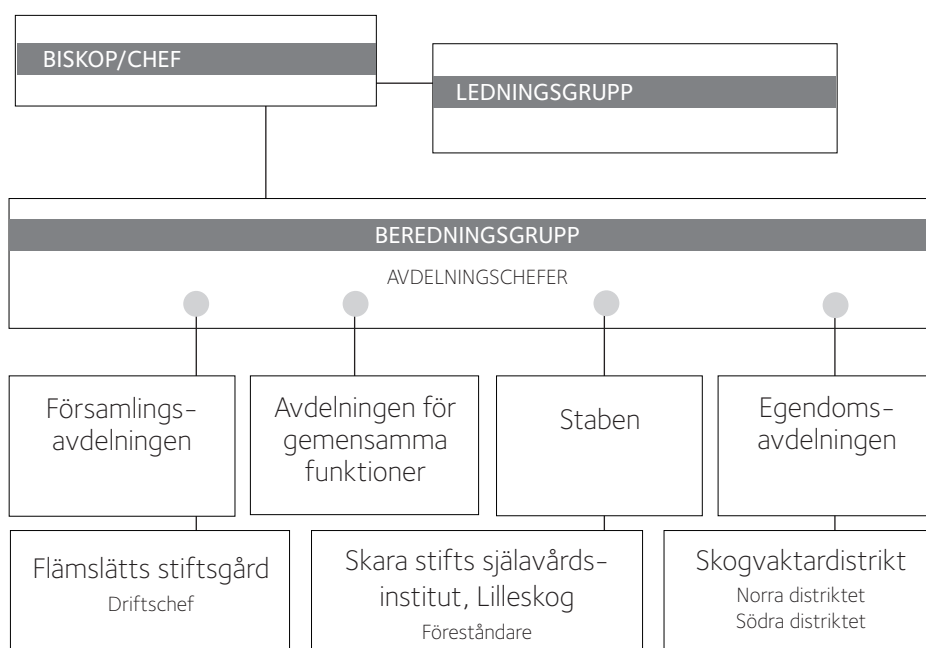 BISKOP/CHEF
LEDNINGSGRUPP
BEREDNINGSGRUPP
AVDELNINGSCHEFER
Församlings-
avdelningen
Avdelningen för
gemensamma
funktioner
Staben
Egendoms-
avdelningen
Flämslätts stiftsgård
Driftschef
Skara stifts själavårds-
institut, Lilleskog
Föreståndare
Skogvaktardistrikt
Norra distriktet
Södra distriktet